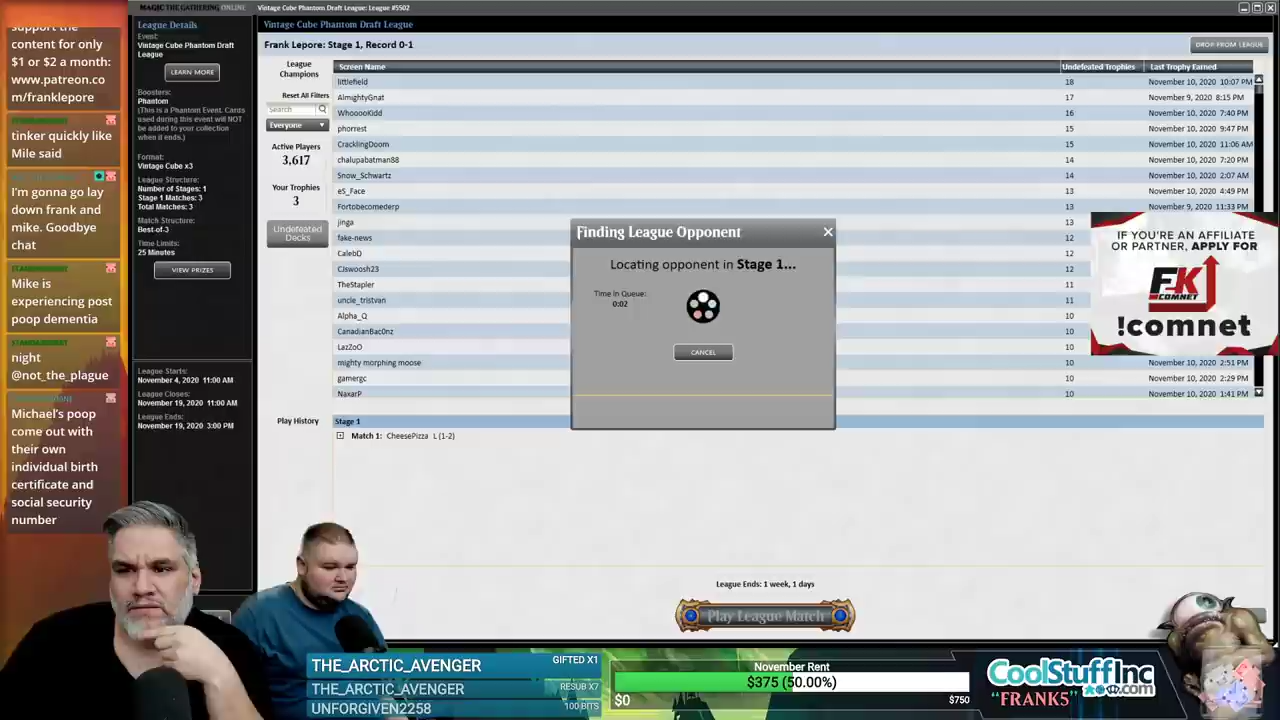 support the
content for only
$1 or $2 a month:
www.patreon.co
m/franklepore
tinker quickly like
Mile said
I'm gonna go lay
down frank and
mike. Goodbye
chat
Mike is
experiencing post
poop dementia
night
@not_the_plague
Michael's poop
come out with
their own
individual birth
certificate and
social security
number
MAGIC THE GATHERING ONLINE
Vintage Cube Phantom Draft League: League #5502
League Details
Event:
Vintage Cube Phantom Draft
League
LEARN MORE
Boosters:
Phantom
(This is a Phantom Event. Cards
used during this event will NOT
be added to your collection
when it ends.)
Format:
Vintage Cube x3
League Structure:
Number of Stages: 1
Stage 1 Matches: 3
Total Matches: 3
Match Structure:
Best-of-3
Time Limits:
25 Minutes
VIEW PRIZES
League Starts:
November 4, 2020 11:00 AM
League Closes:
November 19, 2020 11:00 AM
League Ends:
November 19, 2020 3:00 PM
Vintage Cube Phantom Draft League
Frank Lepore: Stage 1, Record 0-1
DROP FROM LEAGUE
League
Champions
Reset All Filters
Search
Everyone
Active Players
3,617
Your Trophies
3
Undefeated
Decks
Screen Name Undefeated Trophies Last Trophy Earned
littlefield 18 November 10, 2020 10:07 PM
AlmightyGnat 17 November 9, 2020 8:15 PM
WhooooKidd 16 November 10, 2020 7:40 PM
phorrest 15 November 10, 2020 9:47 PM
CracklingDoom 15 November 10, 2020 11:06 AM
chalupabatman88 14 November 10, 2020 7:20 PM
Snow_Schwartz 14 November 10, 2020 2:07 AM
eS_Face 13 November 10, 2020 4:49 PM
Fortobecomederp 13 November 9, 2020 11:33 PM
jinga 13
fake-news 12
CalebD 12
CJswoosh23 12
TheStapler 11
uncle_tristvan 11
Alpha_Q 10
CanadianBac0nz 10
LazZoO 10
mighty morphing moose 10 November 10, 2020 2:51 PM
gamergc 10 November 10, 2020 2:29 PM
NaxarP 10 November 10, 2020 1:41 PM
Finding League Opponent
Locating opponent in Stage 1...
Time In Queue:
0:02
CANCEL
IF YOU'RE AN AFFILIATE
OR PARTNER, APPLY FOR
FK
COMNET
!comnet
Play History
Stage 1
Match 1: CheesePizza L (1-2)
League Ends: 1 week, 1 days
Play League Match
THE_ARCTIC_AVENGER GIFTED X1
THE_ARCTIC_AVENGER RESUB X7
UNFORGIVEN2258 100 BITS
November Rent
$375 (50.00%)
$0 $750
CoolStuffInc
.com
"FRANK5"